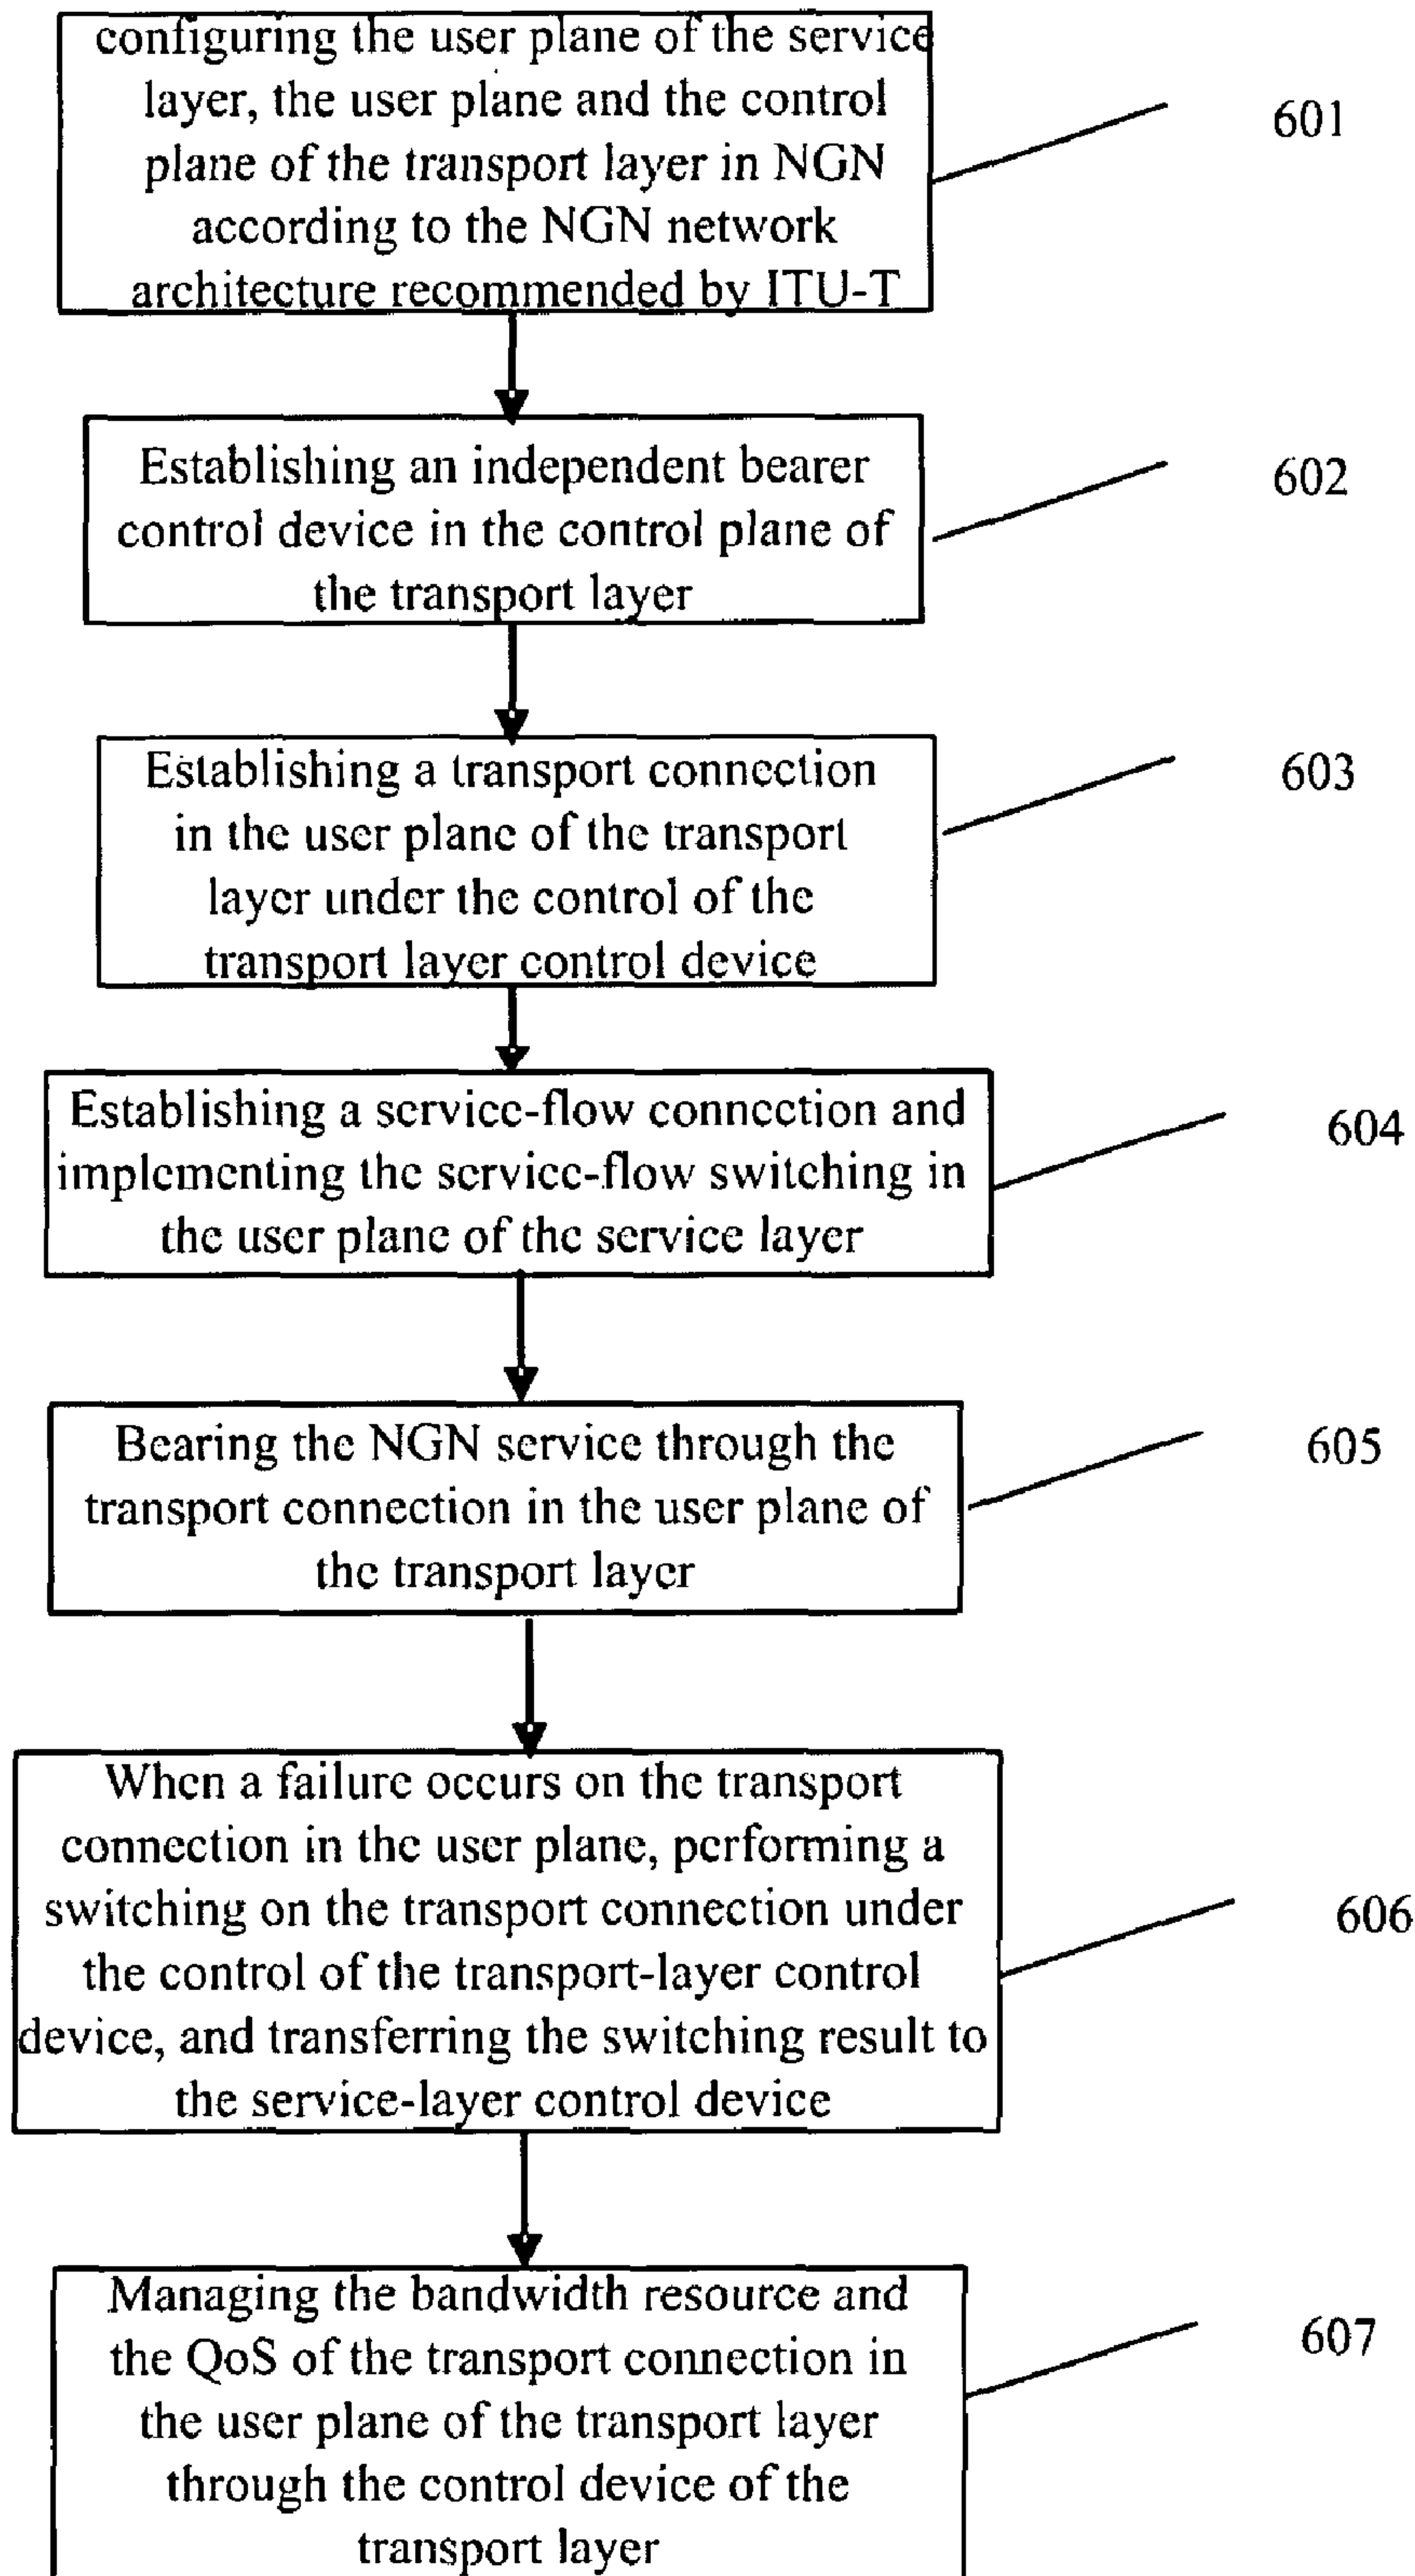 configuring the user plane of the service
layer, the user plane and the control
plane of the transport layer in NGN
according to the NGN network
architecture recommended by ITU-T
601
Establishing an independent bearer
control device in the control plane of
the transport layer
602
Establishing a transport connection
in the user plane of the transport
layer under the control of the
transport layer control device
603
Establishing a service-flow connection and
implementing the service-flow switching in
the user plane of the service layer
604
Bearing the NGN service through the
transport connection in the user plane of
the transport layer
605
When a failure occurs on the transport
connection in the user plane, performing a
switching on the transport connection under
the control of the transport-layer control
device, and transferring the switching result to
the service-layer control device
606
Managing the bandwidth resource and
the QoS of the transport connection in
the user plane of the transport layer
through the control device of the
transport layer
607